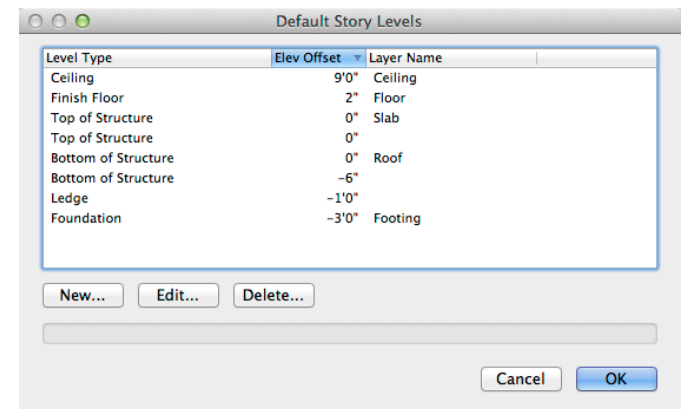 Default Story Levels
Level Type Elev Offset Layer Name
Ceiling 9'0" Ceiling
Finish Floor 2" Floor
Top of Structure 0" Slab
Top of Structure 0"
Bottom of Structure 0" Roof
Bottom of Structure -6"
Ledge -1'0"
Foundation -3'0" Footing
New... Edit... Delete...
Cancel OK